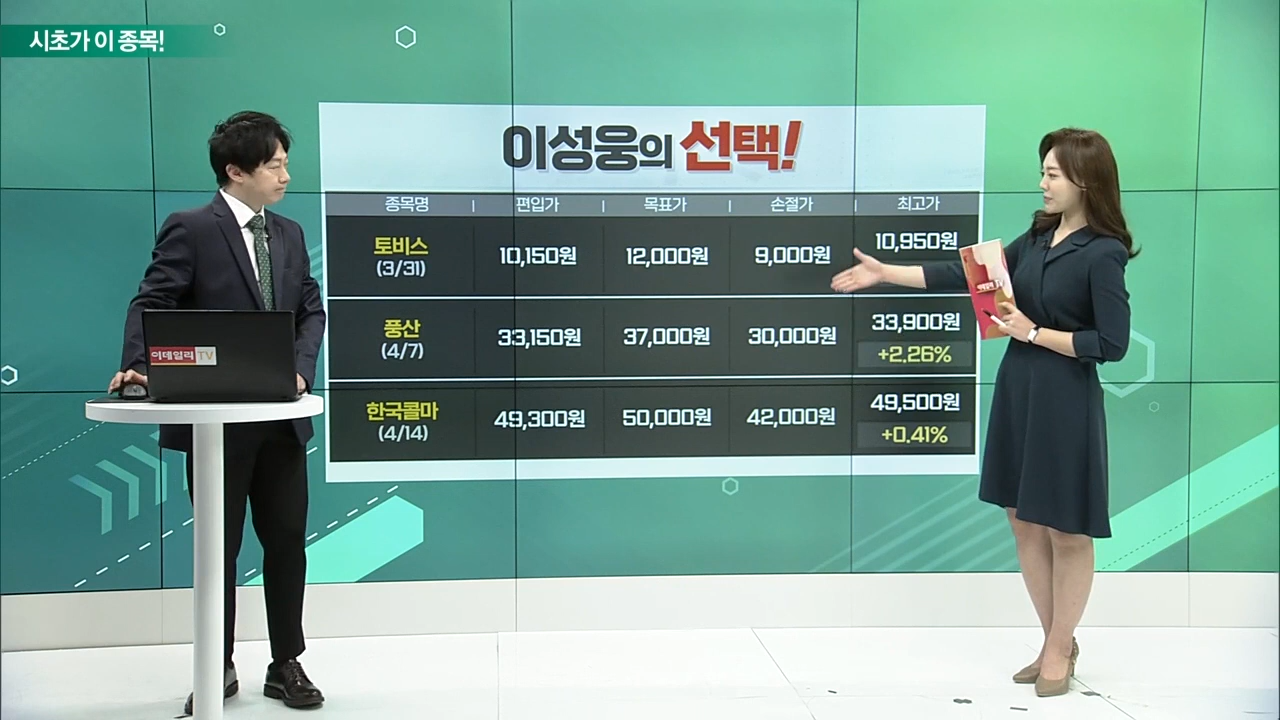 시초가 이 종목!
이성웅의 선택!
종목명 | 편입가 | 목표가 | 손절가 | 최고가
토비스 10,150원 12,000원 9,000원 10,950원
(3/31)
풍산 33,150원 37,000원 30,000원 33,900원
(4/7) +2.26%
한국콜마 49,300원 50,000원 42,000원 49,500원
(4/14) +0.41%
이데일리 TV